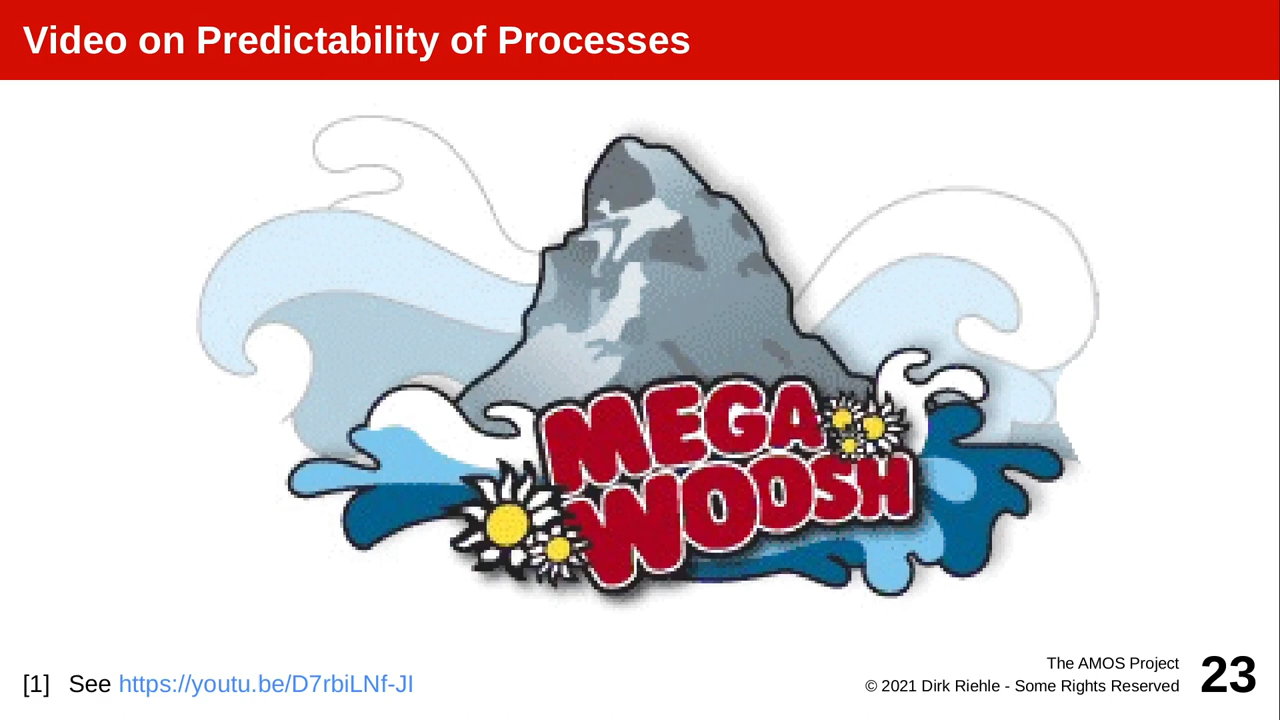 Video on Predictability of Processes
MEGA
WOOSH
[1] See https://youtu.be/D7rbiLNf-JI
The AMOS Project
© 2021 Dirk Riehle - Some Rights Reserved
23